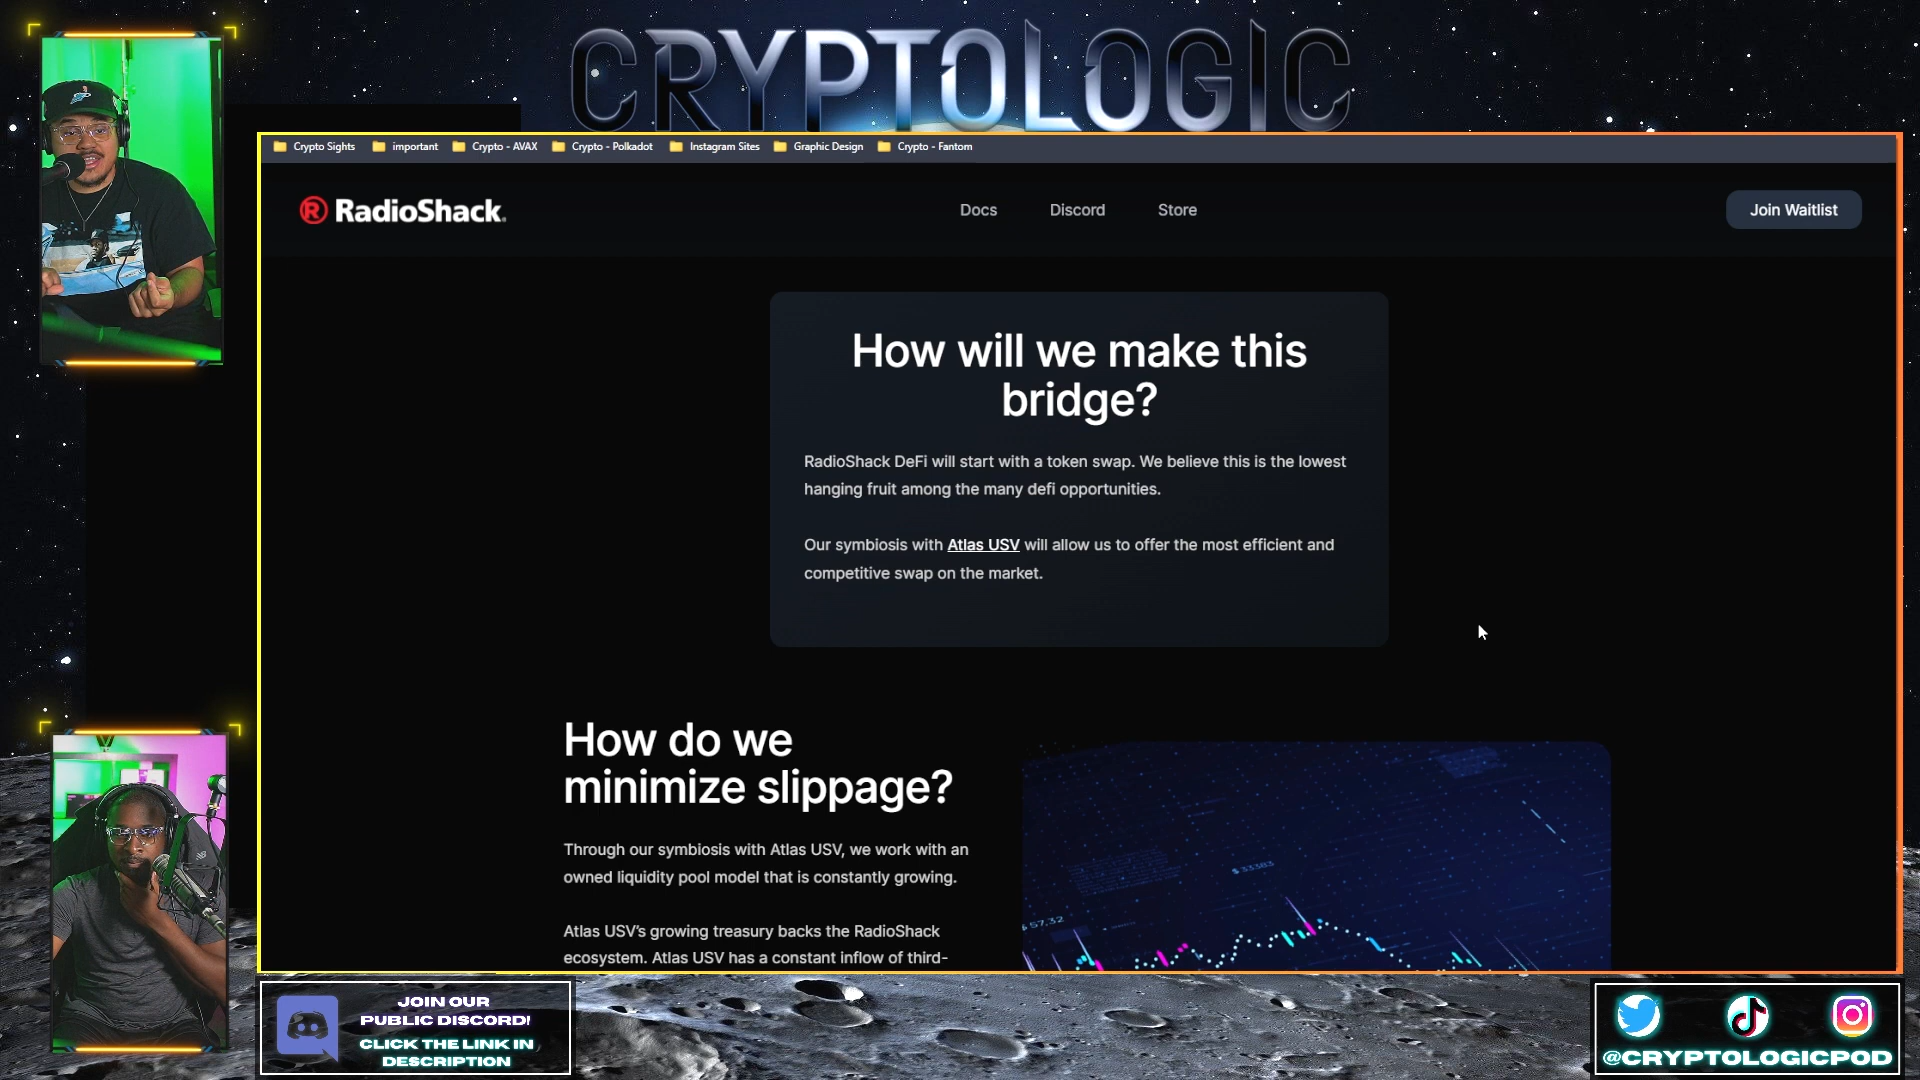 CRYPTOLOGIC
Crypto Sights
important
Crypto - AVAX
Crypto - Polkadot
Instagram Sites
Graphic Design
Crypto - Fantom
R RadioShack.
Docs
Discord
Store
Join Waitlist
How will we make this
bridge?
RadioShack DeFi will start with a token swap. We believe this is the lowest
hanging fruit among the many defi opportunities.
Our symbiosis with Atlas USV will allow us to offer the most efficient and
competitive swap on the market.
How do we
minimize slippage?
Through our symbiosis with Atlas USV, we work with an
owned liquidity pool model that is constantly growing.
Atlas USV's growing treasury backs the RadioShack
ecosystem. Atlas USV has a constant inflow of third-
$33383
57.32
JOIN OUR
PUBLIC DISCORD!
CLICK THE LINK IN
DESCRIPTION
@CRYPTOLOGICPOD